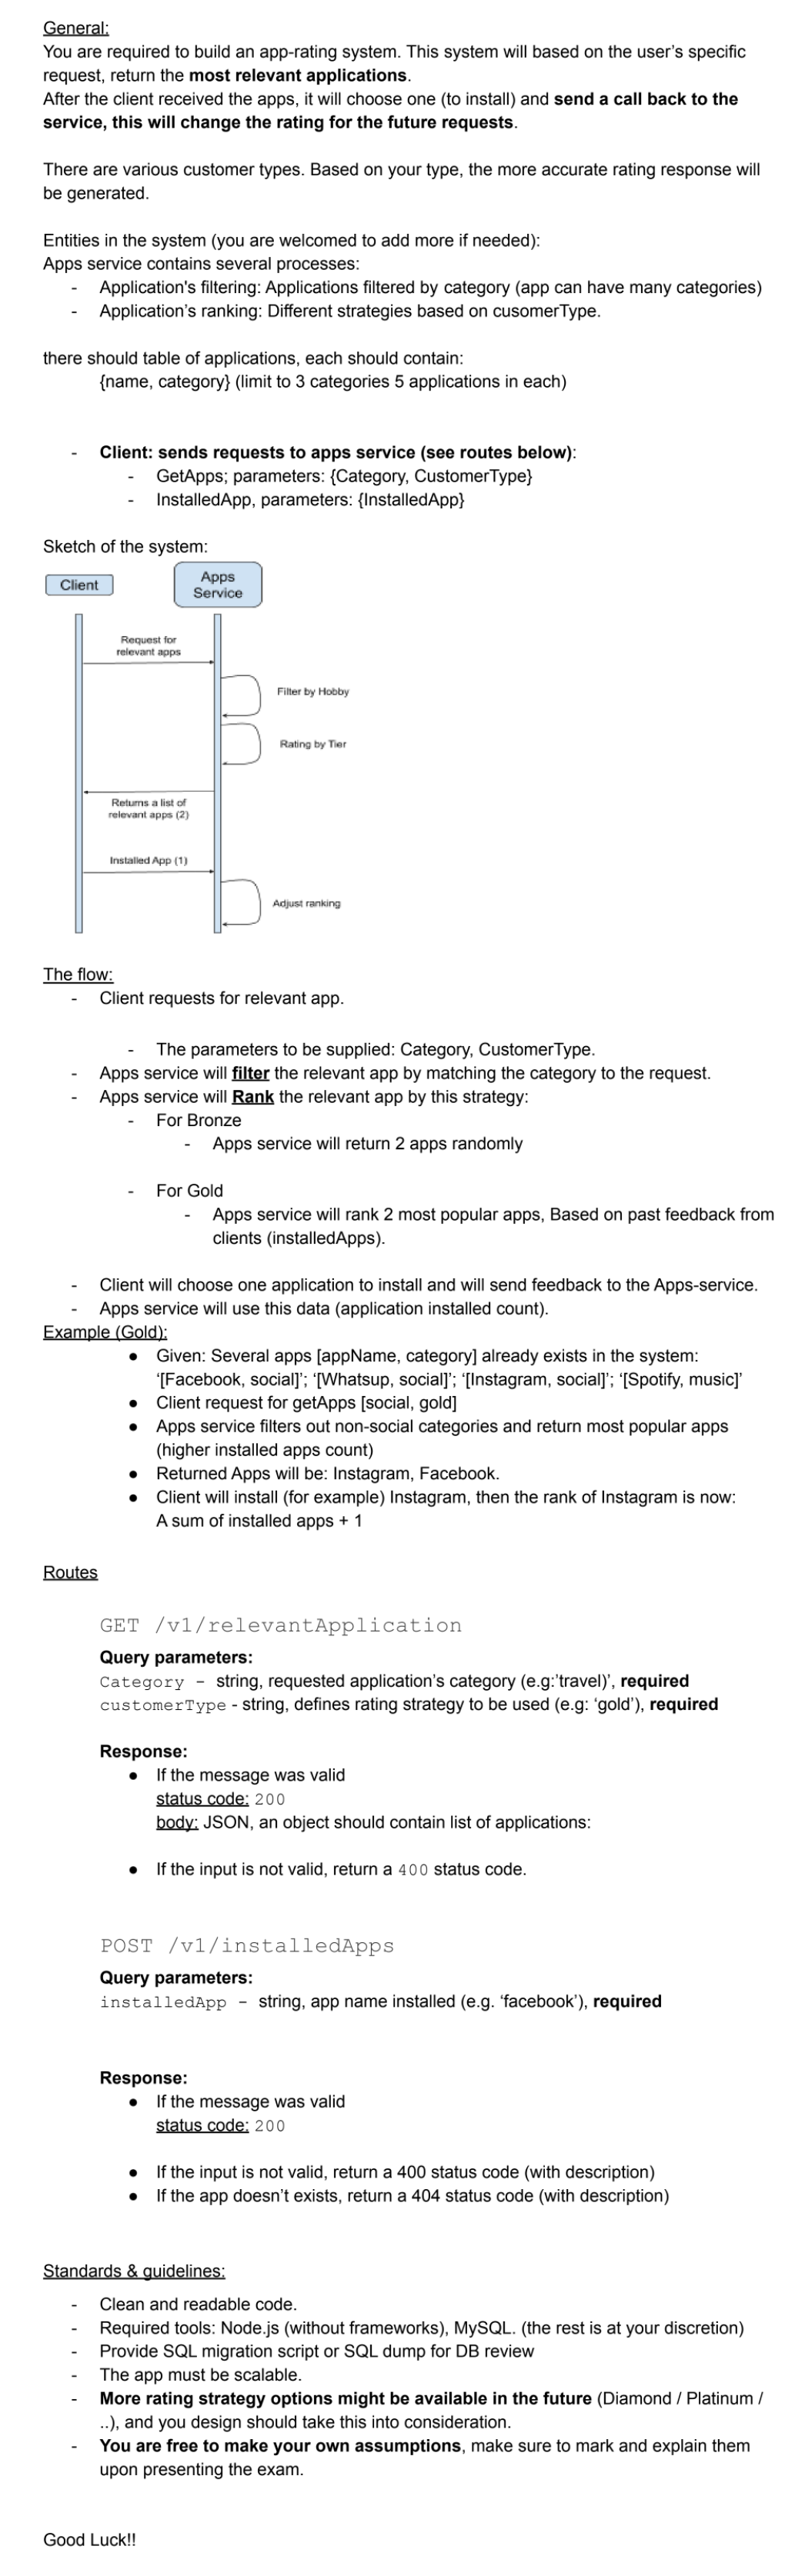 General:
You are required to build an app-rating system. This system will based on the user's specific
request, return the most relevant applications.
After the client received the apps, it will choose one (to install) and send a call back to the
service, this will change the rating for the future requests.
There are various customer types. Based on your type, the more accurate rating response will
be generated.
Entities in the system (you are welcomed to add more if needed):
Apps service contains several processes:
- Application's filtering: Applications filtered by category (app can have many categories)
- Application's ranking: Different strategies based on cusomerType.
there should table of applications, each should contain:
{name, category} (limit to 3 categories 5 applications in each)
- Client: sends requests to apps service (see routes below):
- GetApps; parameters: {Category, CustomerType}
- InstalledApp, parameters: {InstalledApp}
Sketch of the system:
Client
Apps
Service
Request for
relevant apps
Filter by Hobby
Rating by Tier
Returns a list of
relevant apps (2)
Installed App (1)
Adjust ranking
The flow:
- Client requests for relevant app.
- The parameters to be supplied: Category, CustomerType.
- Apps service will filter the relevant app by matching the category to the request.
- Apps service will Rank the relevant app by this strategy:
- For Bronze
- Apps service will return 2 apps randomly
- For Gold
- Apps service will rank 2 most popular apps, Based on past feedback from
clients (installedApps).
- Client will choose one application to install and will send feedback to the Apps-service.
- Apps service will use this data (application installed count).
Example (Gold):
● Given: Several apps [appName, category] already exists in the system:
‘[Facebook, social]’; ‘[Whatsup, social]’; ‘[Instagram, social]’; ‘[Spotify, music]’
● Client request for getApps [social, gold]
● Apps service filters out non-social categories and return most popular apps
(higher installed apps count)
● Returned Apps will be: Instagram, Facebook.
● Client will install (for example) Instagram, then the rank of Instagram is now:
A sum of installed apps + 1
Routes
GET /v1/relevantApplication
Query parameters:
Category - string, requested application's category (e.g:'travel)', required
customerType - string, defines rating strategy to be used (e.g: ‘gold’), required
Response:
● If the message was valid
status code: 200
body: JSON, an object should contain list of applications:
● If the input is not valid, return a 400 status code.
POST /v1/installedApps
Query parameters:
installedApp - string, app name installed (e.g. ‘facebook’), required
Response:
● If the message was valid
status code: 200
● If the input is not valid, return a 400 status code (with description)
● If the app doesn't exists, return a 404 status code (with description)
Standards & guidelines:
- Clean and readable code.
- Required tools: Node.js (without frameworks), MySQL. (the rest is at your discretion)
- Provide SQL migration script or SQL dump for DB review
- The app must be scalable.
- More rating strategy options might be available in the future (Diamond / Platinum /
..), and you design should take this into consideration.
- You are free to make your own assumptions, make sure to mark and explain them
upon presenting the exam.
Good Luck!!